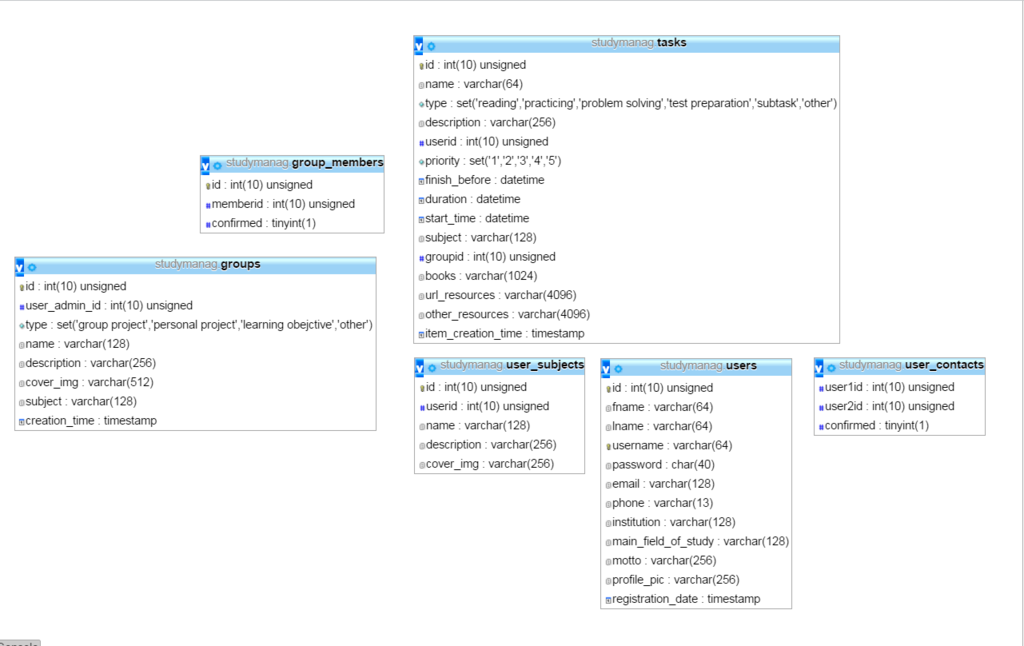 studymanag.tasks
id : int(10) unsigned
name : varchar(64)
type : set('reading','practicing','problem solving','test preparation','subtask','other')
description : varchar(256)
userid : int(10) unsigned
priority : set('1','2','3','4','5')
finish_before : datetime
duration : datetime
start_time : datetime
subject : varchar(128)
groupid : int(10) unsigned
books : varchar(1024)
url_resources : varchar(4096)
other_resources : varchar(4096)
item_creation_time : timestamp
studymanag.group_members
id : int(10) unsigned
memberid : int(10) unsigned
confirmed : tinyint(1)
studymanag.groups
id : int(10) unsigned
user_admin_id : int(10) unsigned
type : set('group project','personal project','learning obejctive','other')
name : varchar(128)
description : varchar(256)
cover_img : varchar(512)
subject : varchar(128)
creation_time : timestamp
studymanag.user_subjects
id : int(10) unsigned
userid : int(10) unsigned
name : varchar(128)
description : varchar(256)
cover_img : varchar(256)
studymanag.users
id : int(10) unsigned
fname : varchar(64)
lname : varchar(64)
username : varchar(64)
password : char(40)
email : varchar(128)
phone : varchar(13)
institution : varchar(128)
main_field_of_study : varchar(128)
motto : varchar(256)
profile_pic : varchar(256)
registration_date : timestamp
studymanag.user_contacts
user1id : int(10) unsigned
user2id : int(10) unsigned
confirmed : tinyint(1)